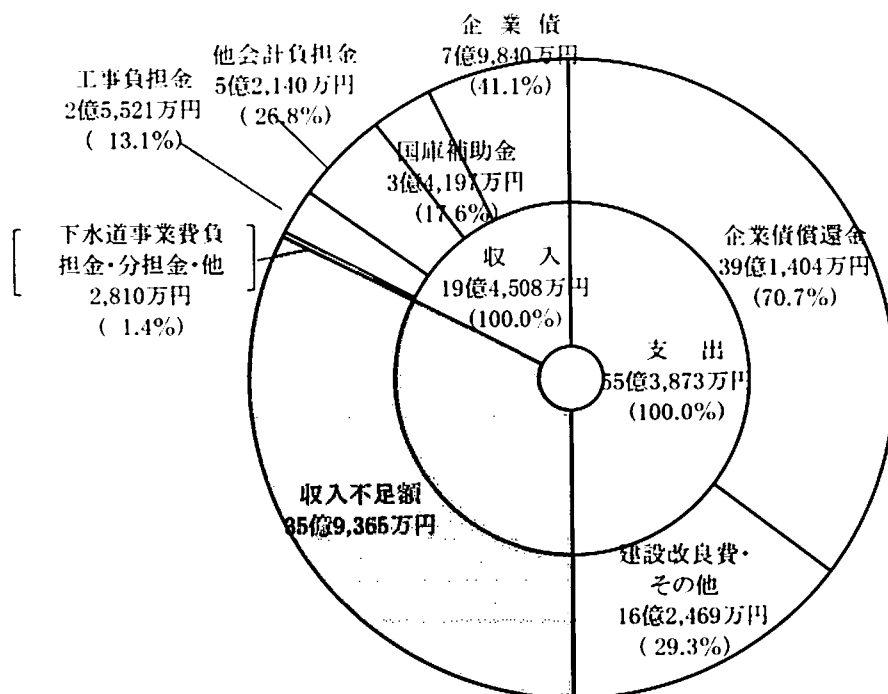 企業債
7億9,840万円
(41.1%)
他会計負担金
5億2,140万円
(26.8%)
工事負担金
2億5,521万円
( 13.1%)
国庫補助金
3億4,197万円
(17.6%)
下水道事業費負
担金・分担金・他
2,810万円
( 1.4%)
収入
19億4,508万円
(100.0%)
企業債償還金
39億1,404万円
(70.7%)
支出
55億3,873万円
(100.0%)
収入不足額
35億9,365万円
建設改良費・
その他
16億2,469万円
( 29.3%)